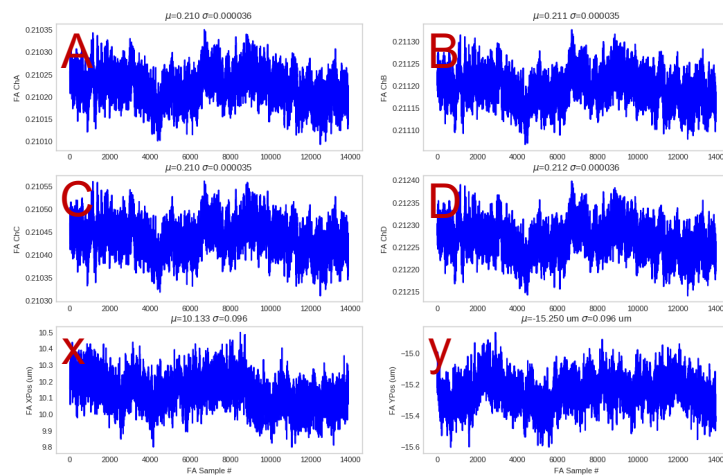 μ=0.210 σ=0.000036
A
FA ChA
0.21035
0.21030
0.21025
0.21020
0.21015
0.21010
0 2000 4000 6000 8000 10000 12000 14000
μ=0.211 σ=0.000035
B
FA ChB
0.21130
0.21125
0.21120
0.21115
0.21110
0 2000 4000 6000 8000 10000 12000 14000
μ=0.210 σ=0.000035
C
FA ChC
0.21055
0.21050
0.21045
0.21040
0.21035
0.21030
0 2000 4000 6000 8000 10000 12000 14000
μ=0.212 σ=0.000036
D
FA ChD
0.21240
0.21235
0.21230
0.21225
0.21220
0.21215
0 2000 4000 6000 8000 10000 12000 14000
μ=10.133 σ=0.096
x
FA XPos (um)
10.5
10.4
10.3
10.2
10.1
10.0
9.9
9.8
0 2000 4000 6000 8000 10000 12000 14000
FA Sample #
μ=-15.250 um σ=0.096 um
y
FA YPos (um)
−15.0
−15.2
−15.4
−15.6
0 2000 4000 6000 8000 10000 12000 14000
FA Sample #